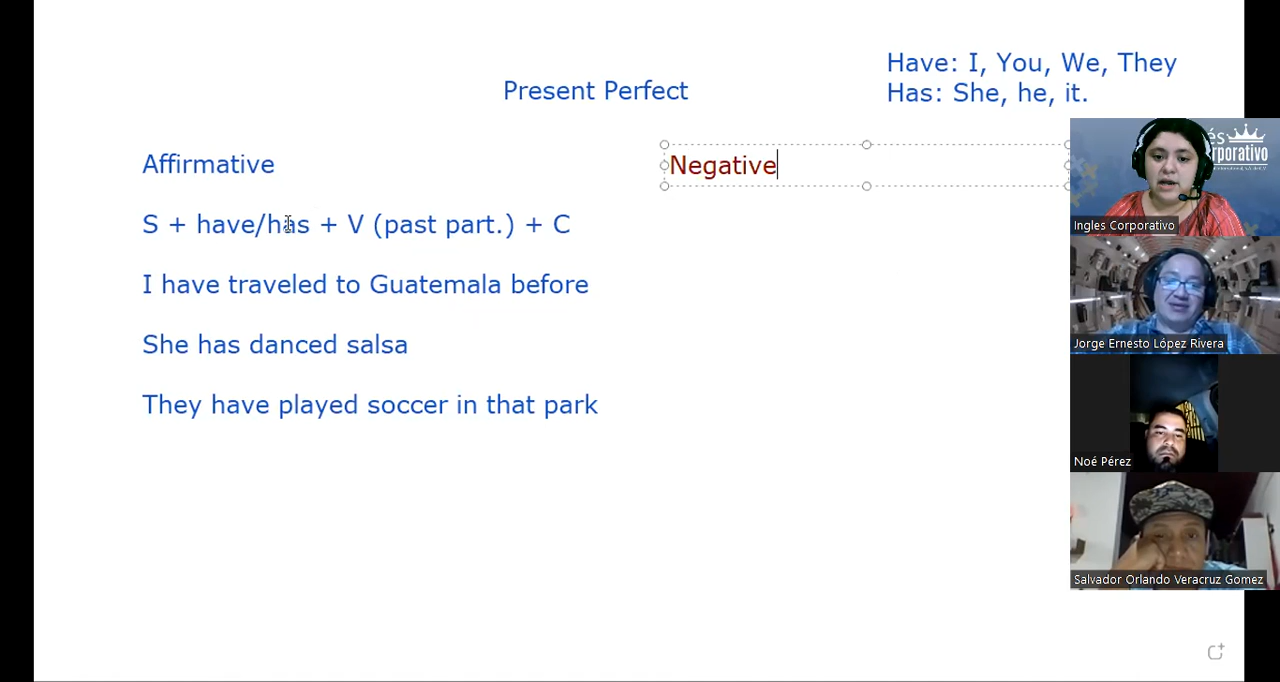 Have: I, You, We, They
Has: She, he, it.
Present Perfect
Affirmative
Negative
S + have/has + V (past part.) + C
I have traveled to Guatemala before
She has danced salsa
They have played soccer in that park
Ingles Corporativo
Jorge Ernesto López Rivera
Noé Pérez
Salvador Orlando Veracruz Gomez